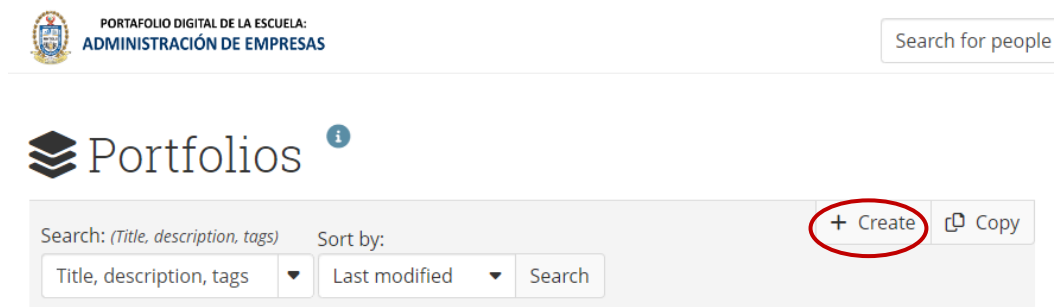 PORTAFOLIO DIGITAL DE LA ESCUELA:
ADMINISTRACIÓN DE EMPRESAS
Search for people
Portfolios
+ Create
Copy
Search: (Title, description, tags)
Sort by:
Title, description, tags
Last modified
Search